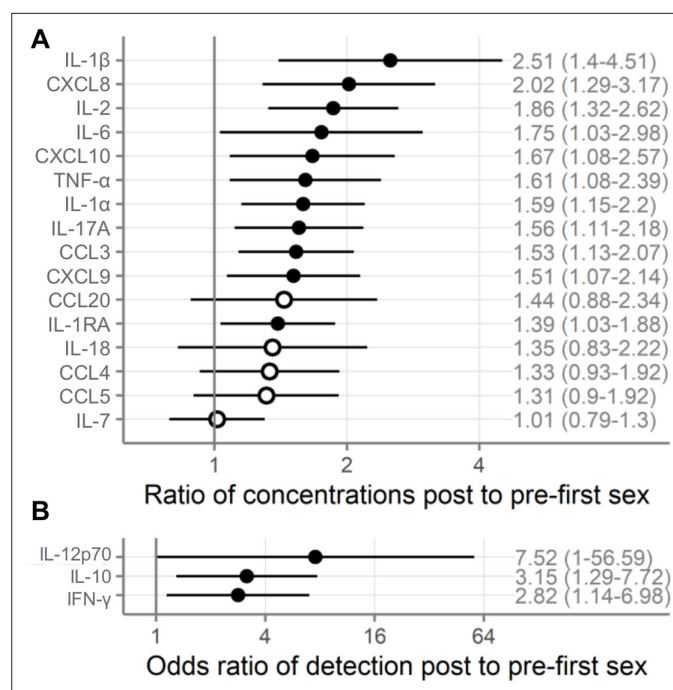 A
IL-1β 2.51 (1.4-4.51)
CXCL8 2.02 (1.29-3.17)
IL-2 1.86 (1.32-2.62)
IL-6 1.75 (1.03-2.98)
CXCL10 1.67 (1.08-2.57)
TNF-α 1.61 (1.08-2.39)
IL-1α 1.59 (1.15-2.2)
IL-17A 1.56 (1.11-2.18)
CCL3 1.53 (1.13-2.07)
CXCL9 1.51 (1.07-2.14)
CCL20 1.44 (0.88-2.34)
IL-1RA 1.39 (1.03-1.88)
IL-18 1.35 (0.83-2.22)
CCL4 1.33 (0.93-1.92)
CCL5 1.31 (0.9-1.92)
IL-7 1.01 (0.79-1.3)
1 2 4
Ratio of concentrations post to pre-first sex
B
IL-12p70 7.52 (1-56.59)
IL-10 3.15 (1.29-7.72)
IFN-γ 2.82 (1.14-6.98)
1 4 16 64
Odds ratio of detection post to pre-first sex